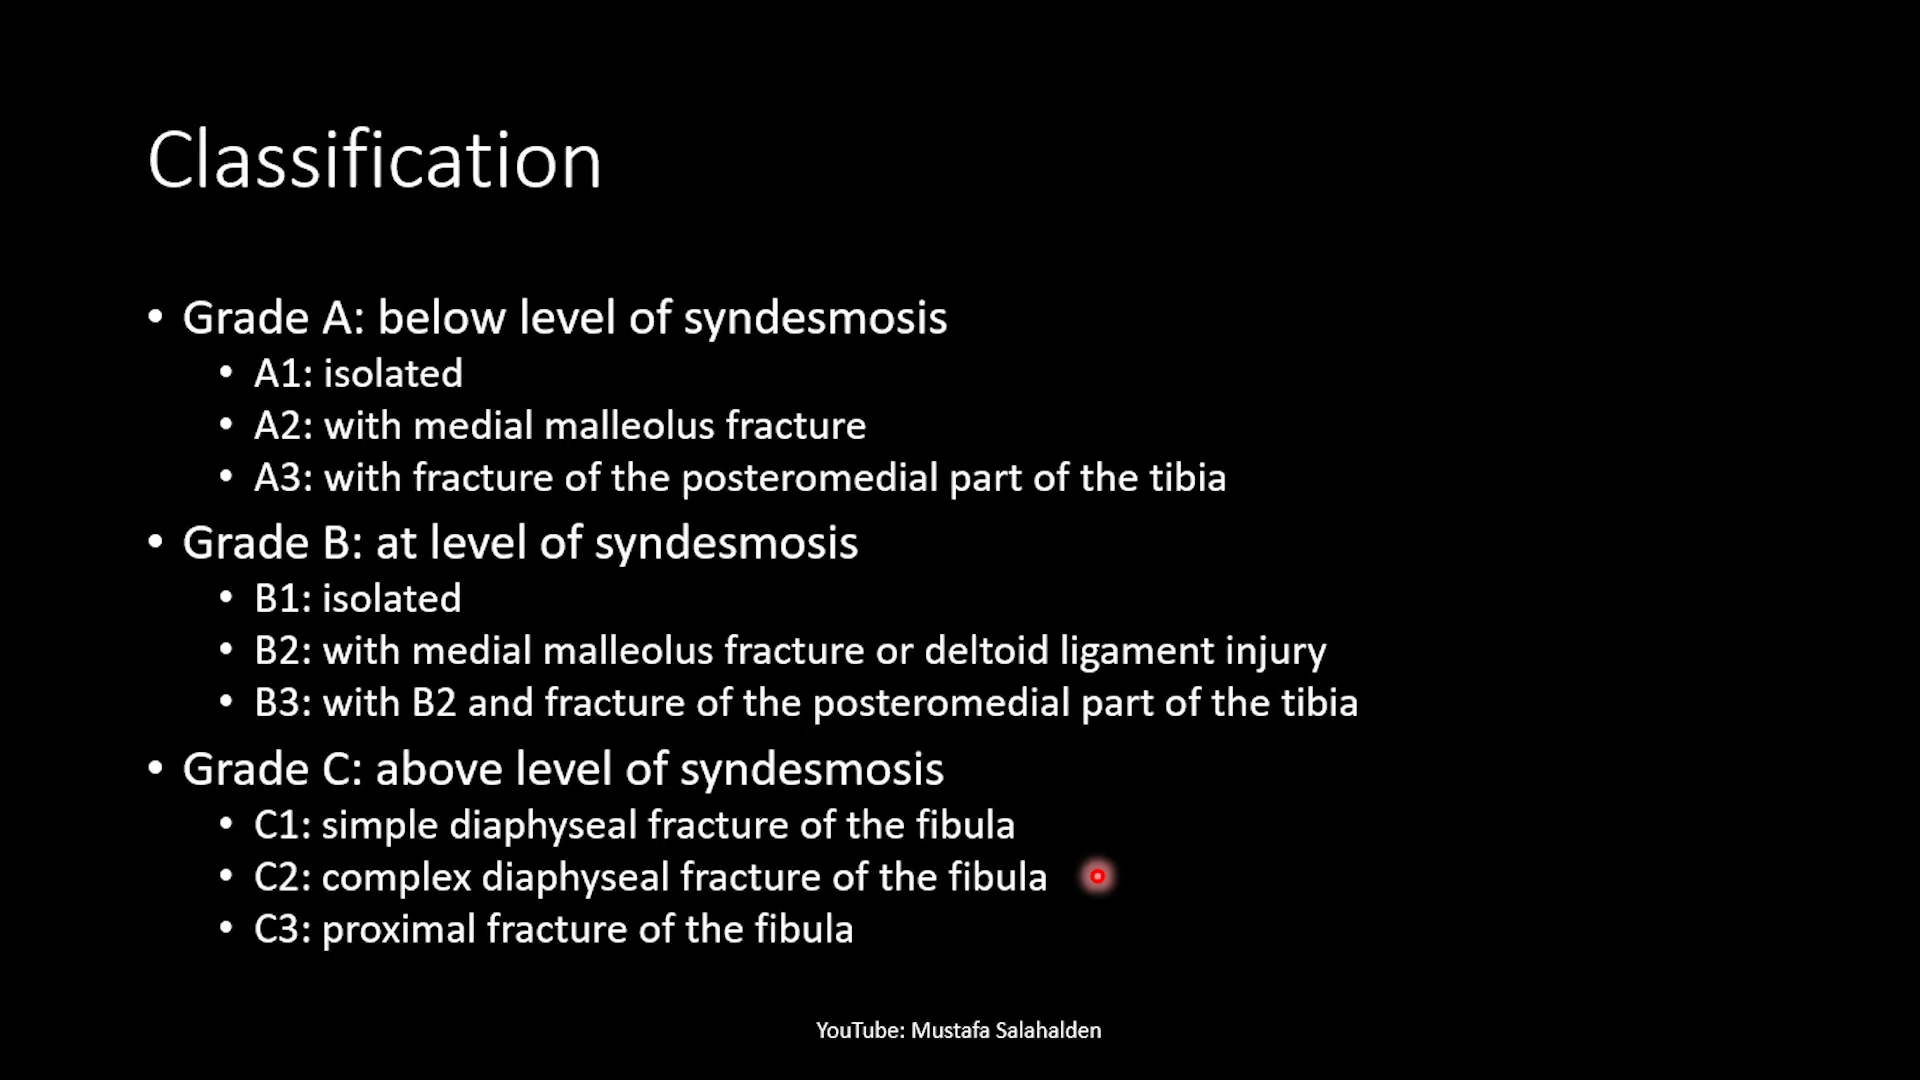 Classification
• Grade A: below level of syndesmosis
• A1: isolated
• A2: with medial malleolus fracture
• A3: with fracture of the posteromedial part of the tibia
• Grade B: at level of syndesmosis
• B1: isolated
• B2: with medial malleolus fracture or deltoid ligament injury
• B3: with B2 and fracture of the posteromedial part of the tibia
• Grade C: above level of syndesmosis
• C1: simple diaphyseal fracture of the fibula
• C2: complex diaphyseal fracture of the fibula
• C3: proximal fracture of the fibula
YouTube: Mustafa Salahalden